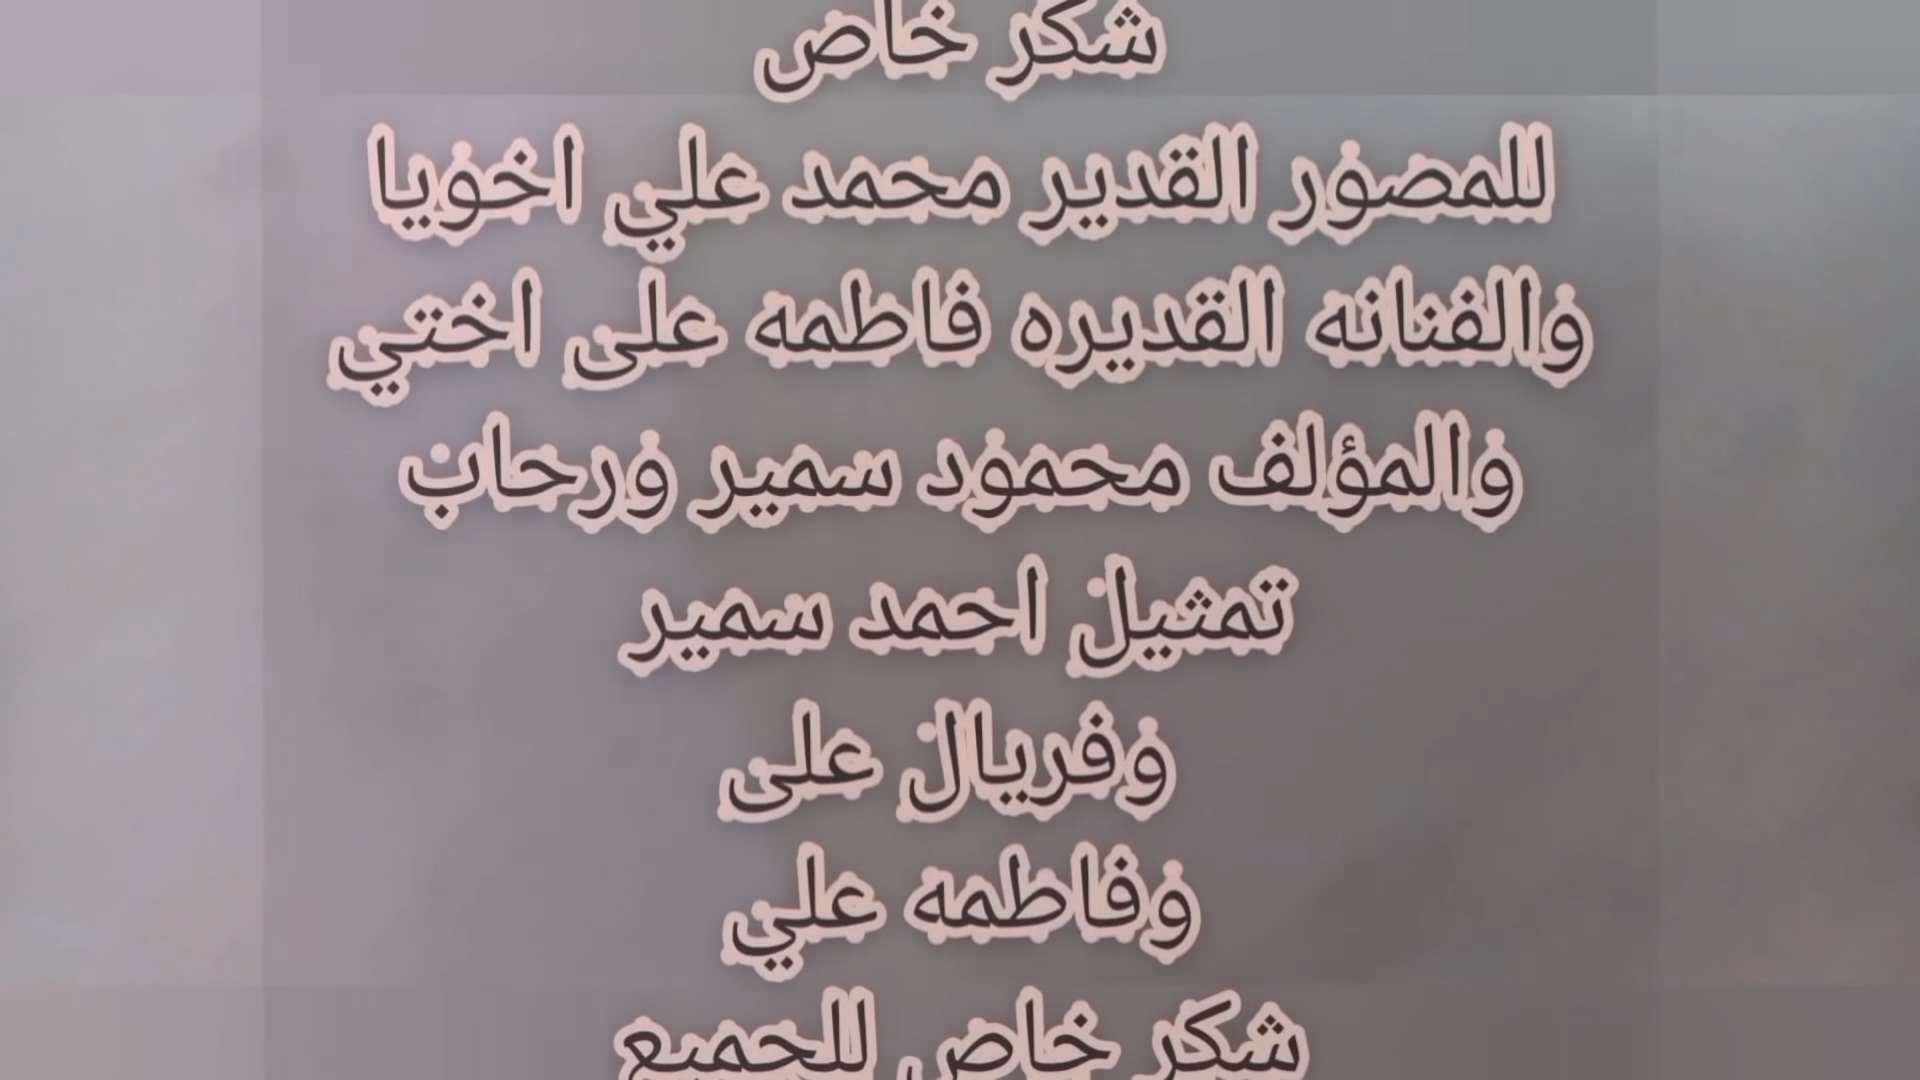 شكر خاص
للمصور القدير محمد علي اخويا
والفنانه القديره فاطمه على اختي
والمؤلف محمود سمير ورحاب
تمثيل احمد سمير
وفريال على
وفاطمه علي
شكر خاص للجميع